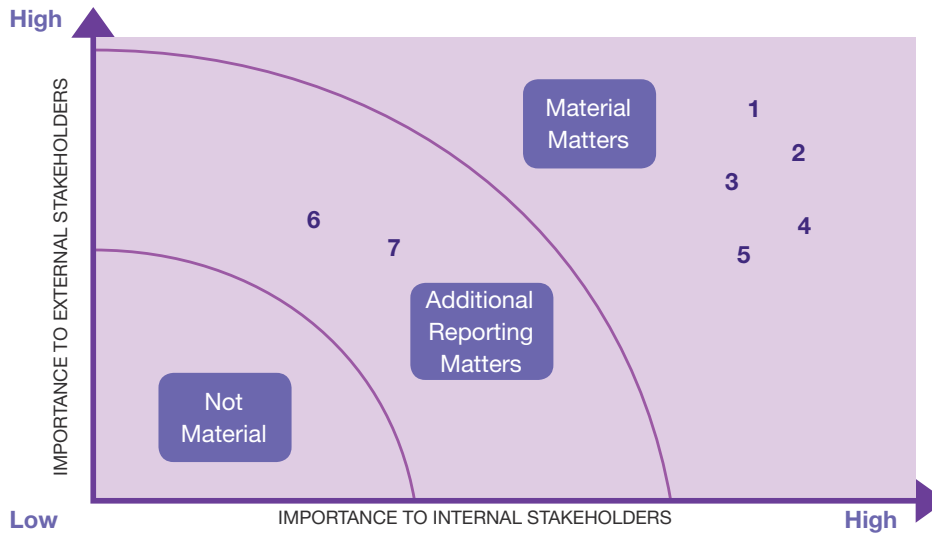 High
IMPORTANCE TO EXTERNAL STAKEHOLDERS
Material
Matters
1
2
3
4
5
6
7
Additional
Reporting
Matters
Not
Material
Low
IMPORTANCE TO INTERNAL STAKEHOLDERS
High